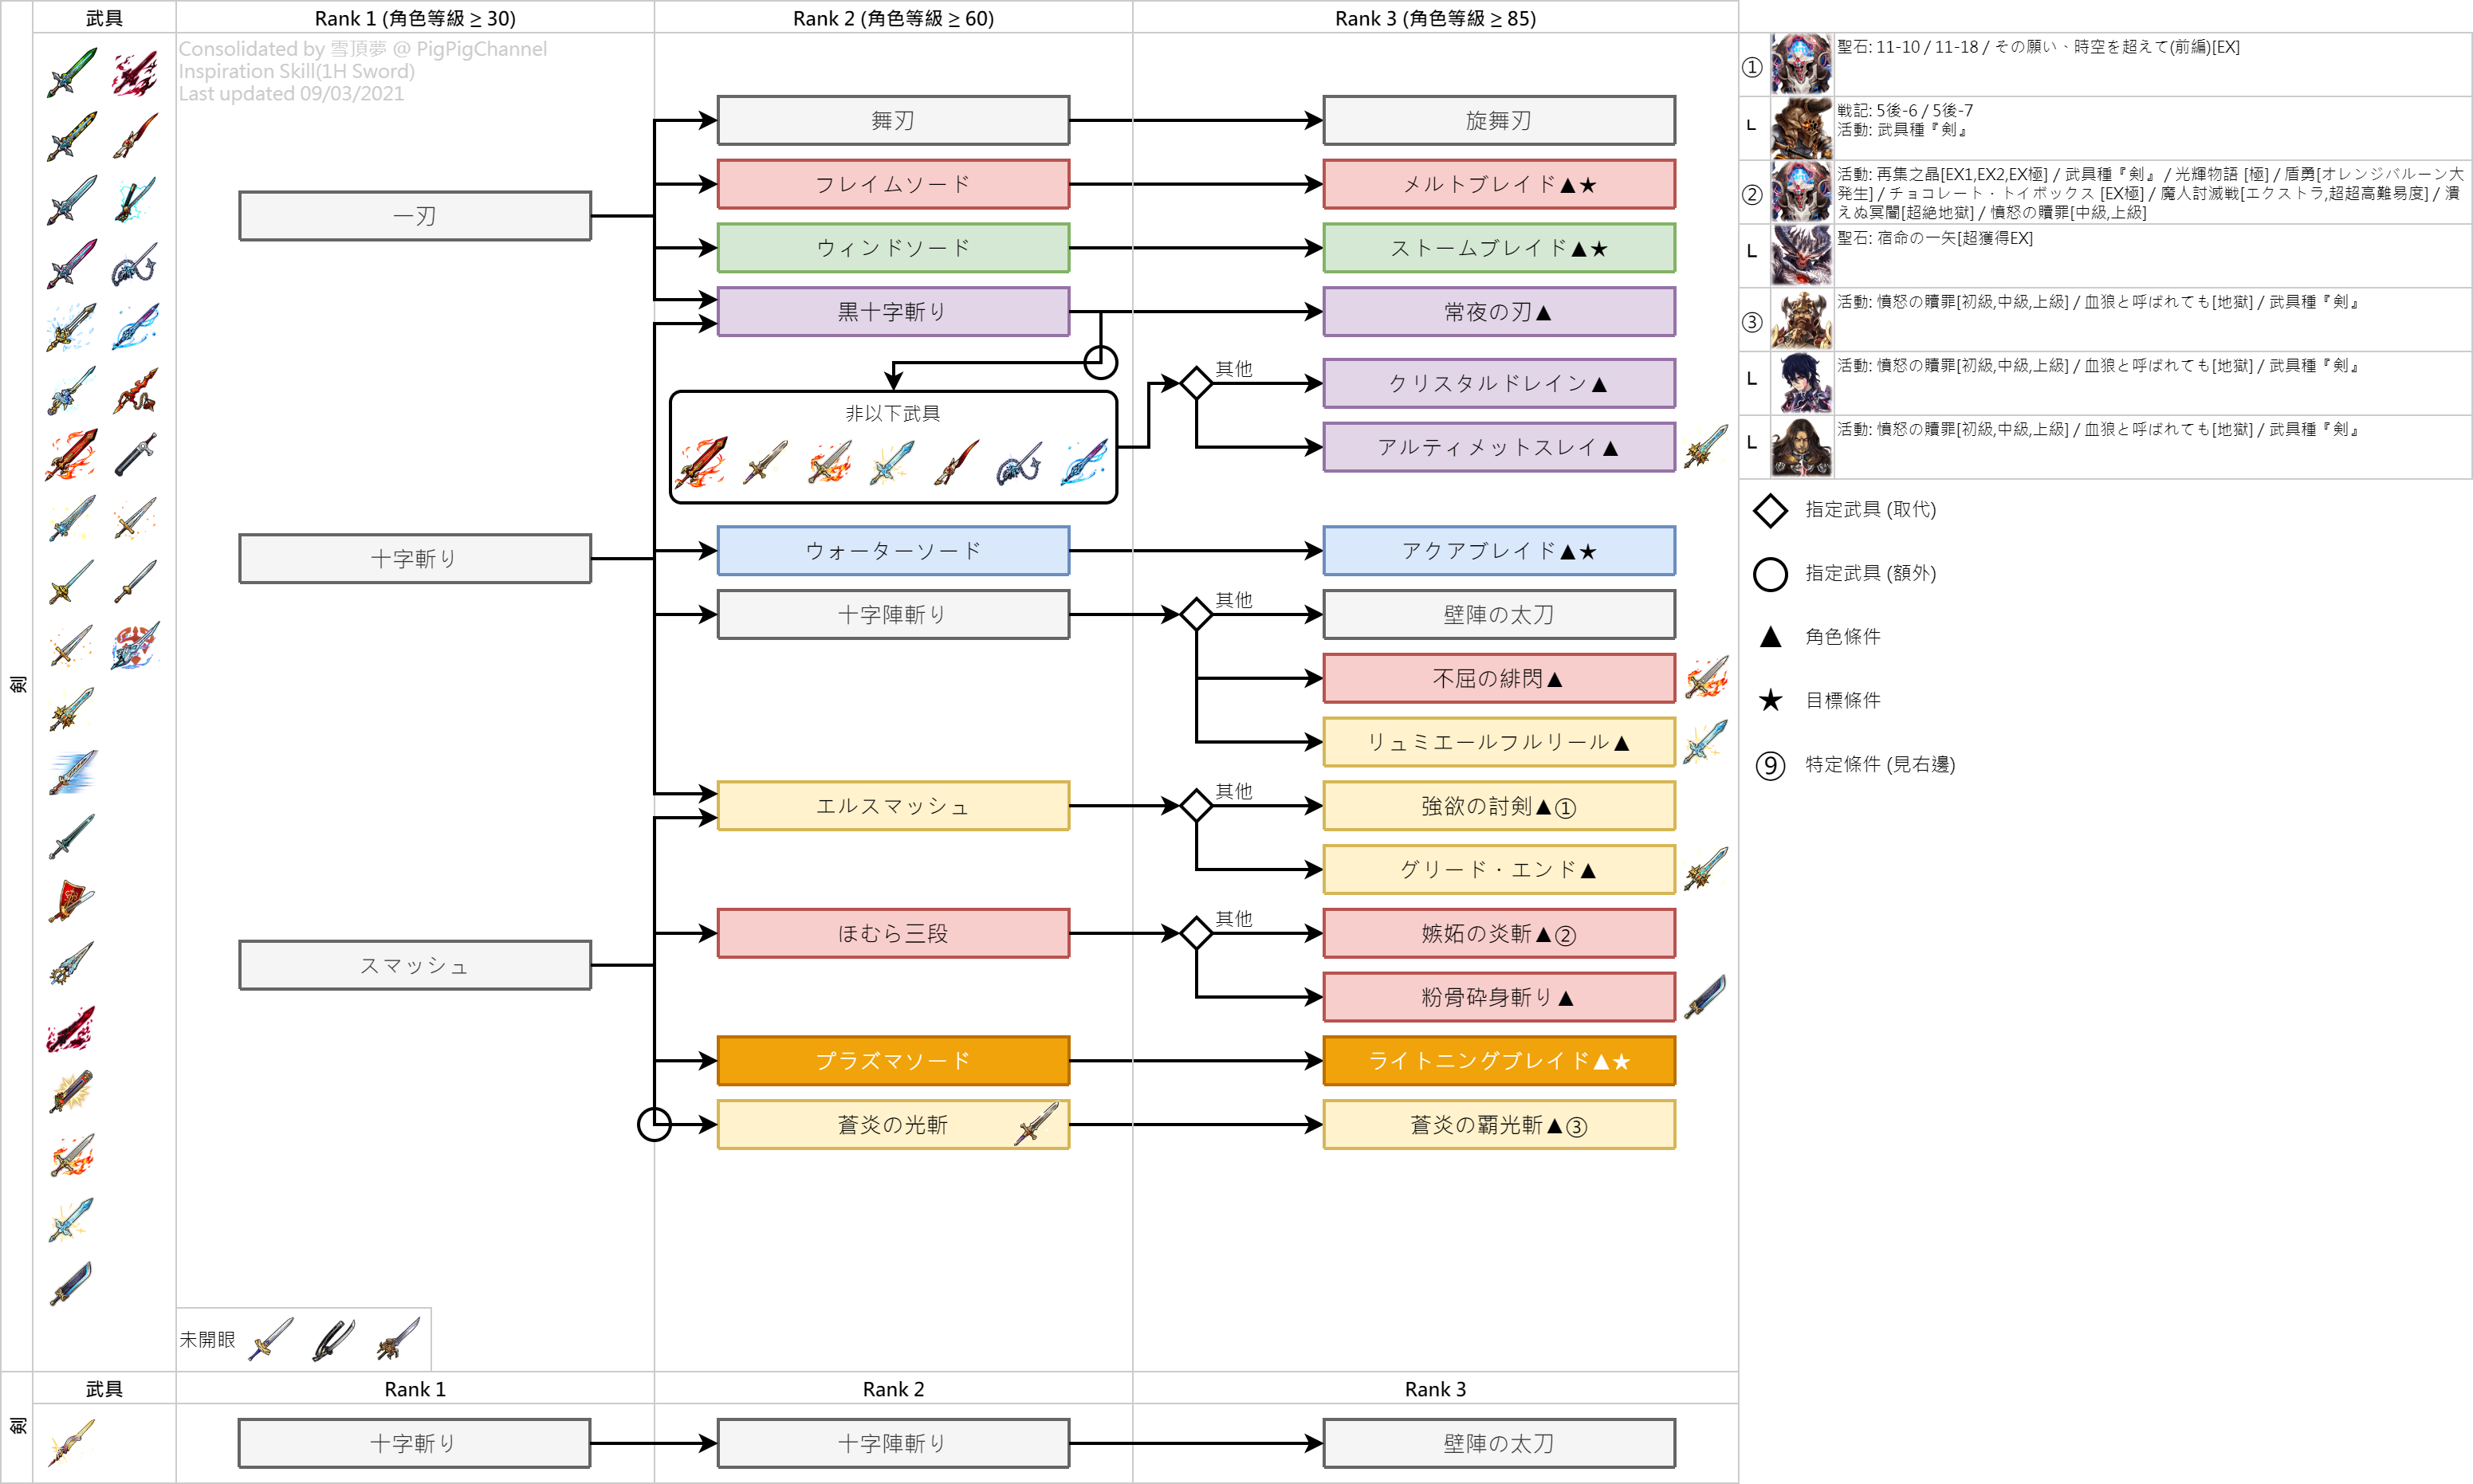 武具
Rank 1 (角色等級 ≥ 30)
Rank 2 (角色等級 ≥ 60)
Rank 3 (角色等級 ≥ 85)
Consolidated by 雪頂夢 @ PigPigChannel
Inspiration Skill(1H Sword)
Last updated 09/03/2021
剣
一刃
十字斬り
スマッシュ
舞刃
旋舞刃
フレイムソード
メルトブレイド▲★
ウィンドソード
ストームブレイド▲★
黒十字斬り
常夜の刃▲
非以下武具
其他
クリスタルドレイン▲
アルティメットスレイ▲
ウォーターソード
アクアブレイド▲★
十字陣斬り
其他
壁陣の太刀
不屈の緋閃▲
リュミエールフルリール▲
エルスマッシュ
其他
強欲の討剣▲①
グリード・エンド▲
ほむら三段
其他
嫉妬の炎斬▲②
粉骨砕身斬り▲
プラズマソード
ライトニングブレイド▲★
蒼炎の光斬
蒼炎の覇光斬▲③
未開眼
剣
武具
Rank 1
Rank 2
Rank 3
十字斬り
十字陣斬り
壁陣の太刀
①
聖石: 11-10 / 11-18 / その願い、時空を超えて(前編)[EX]
L
戦記: 5後-6 / 5後-7
活動: 武具種『剣』
②
活動: 再集之晶[EX1,EX2,EX極] / 武具種『剣』 / 光輝物語 [極] / 盾勇[オレンジバルーン大
発生] / チョコレート・トイボックス [EX極] / 魔人討滅戦[エクストラ,超超高難易度] / 潰
えぬ冥闇[超絶地獄] / 憤怒の贖罪[中級,上級]
L
聖石: 宿命の一矢[超獲得EX]
③
活動: 憤怒の贖罪[初級,中級,上級] / 血狼と呼ばれても[地獄] / 武具種『剣』
L
活動: 憤怒の贖罪[初級,中級,上級] / 血狼と呼ばれても[地獄] / 武具種『剣』
L
活動: 憤怒の贖罪[初級,中級,上級] / 血狼と呼ばれても[地獄] / 武具種『剣』
指定武具 (取代)
指定武具 (額外)
▲ 角色條件
★ 目標條件
⑨ 特定條件 (見右邊)